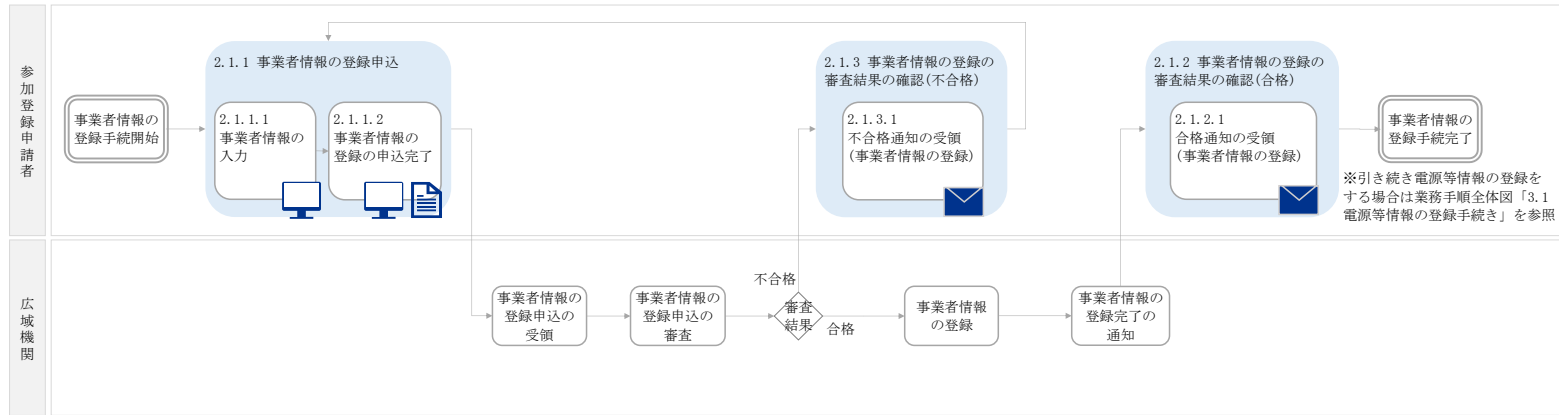 参加登録申請者
事業者情報の
登録手続開始
2.1.1 事業者情報の登録申込
2.1.1.1
事業者情報の
入力
2.1.1.2
事業者情報の
登録の申込完了
2.1.3 事業者情報の登録の
審査結果の確認(不合格)
2.1.3.1
不合格通知の受領
(事業者情報の登録)
2.1.2 事業者情報の登録の
審査結果の確認(合格)
2.1.2.1
合格通知の受領
(事業者情報の登録)
事業者情報の
登録手続完了
※引き続き電源等情報の登録を
する場合は業務手順全体図「3.1
電源等情報の登録手続き」を参照
広域機関
事業者情報の
登録申込の
受領
事業者情報の
登録申込の
審査
不合格
審査
結果
合格
事業者情報
の登録
事業者情報の
登録完了の
通知